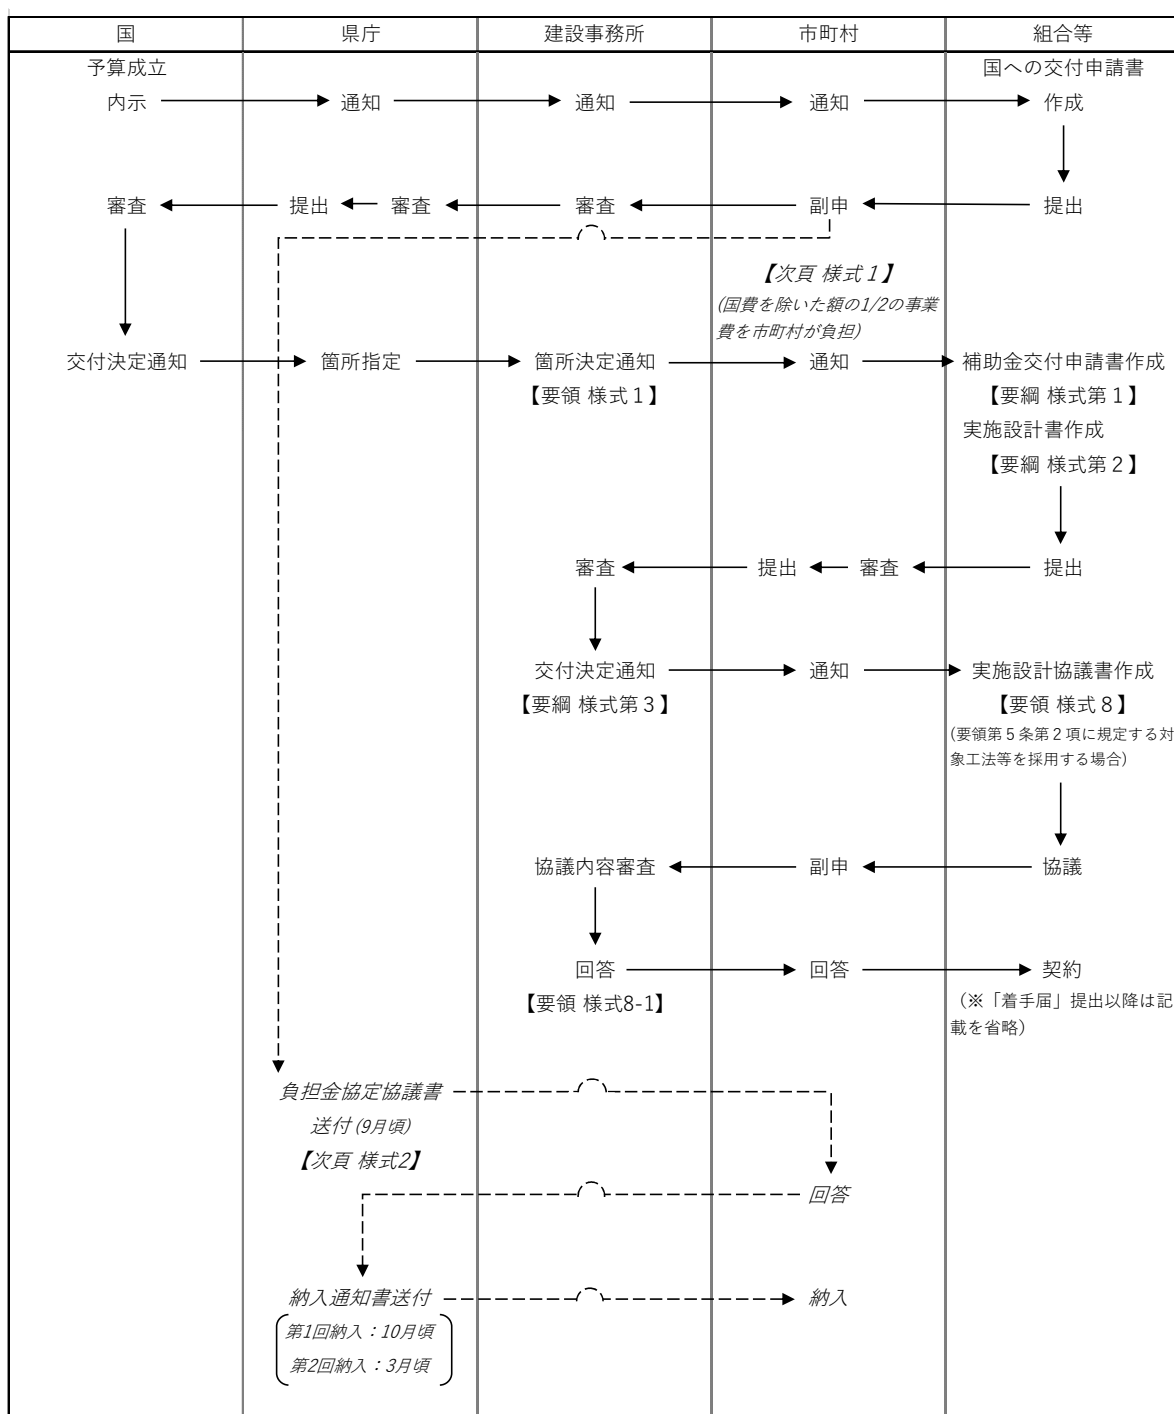 国 県庁 建設事務所 市町村 組合等
予算成立 国への交付申請書
内示 通知 通知 通知 作成
審査 提出 審査 審査 副申 提出
【次頁 様式１】
(国費を除いた額の1/2の事業
費を市町村が負担)
交付決定通知 箇所指定 箇所決定通知 通知 補助金交付申請書作成
【要領 様式１】 【要綱 様式第１】
実施設計書作成
【要綱 様式第２】
審査 提出 審査 提出
交付決定通知 通知 実施設計協議書作成
【要綱 様式第３】 【要領 様式８】
(要領第５条第２項に規定する対
象工法等を採用する場合)
協議内容審査 副申 協議
回答 回答 契約
【要領 様式8-1】 （※「着手届」提出以降は記
載を省略）
負担金協定協議書
送付 (9月頃)
【次頁 様式2】
回答
納入通知書送付 納入
第1回納入：10月頃
第2回納入：3月頃